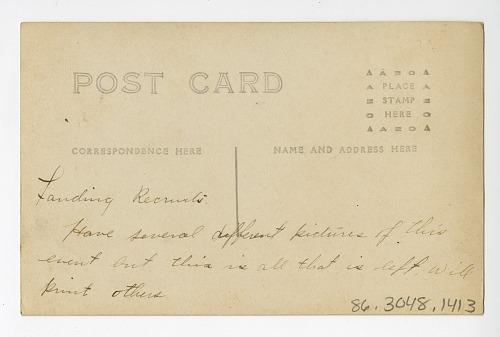 POST CARD
AZO
PLACE
STAMP
HERE
AZO
CORRESPONDENCE HERE
NAME AND ADDRESS HERE
Landing Recruits.
Have several different pictures of this
event but this is all that is left. Will
print others
86.3048.1413